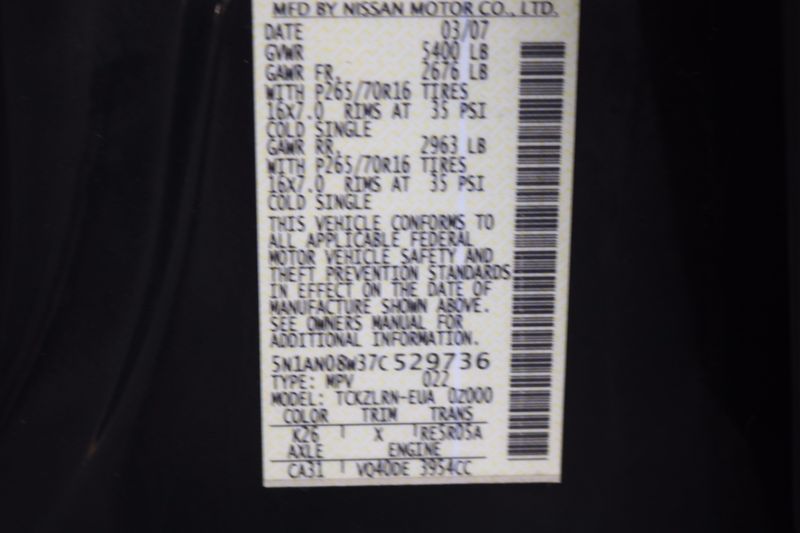 MFD BY NISSAN MOTOR CO., LTD.
DATE 03/07
GVWR 5400 LB
GAWR FR. 2676 LB
WITH P265/70R16 TIRES
16X7.0 RIMS AT 35 PSI
COLD SINGLE
GAWR RR. 2963 LB
WITH P265/70R16 TIRES
16X7.0 RIMS AT 35 PSI
COLD SINGLE
THIS VEHICLE CONFORMS TO
ALL APPLICABLE FEDERAL
MOTOR VEHICLE SAFETY AND
THEFT PREVENTION STANDARDS
IN EFFECT ON THE DATE OF
MANUFACTURE SHOWN ABOVE.
SEE OWNERS MANUAL FOR
ADDITIONAL INFORMATION.
5N1AN08W37C529736
TYPE: MPV 022
MODEL: TCKZLRN-EUA 0Z000
COLOR TRIM TRANS
K26 X RE5R05A
AXLE ENGINE
CA31 VQ40DE 3954CC